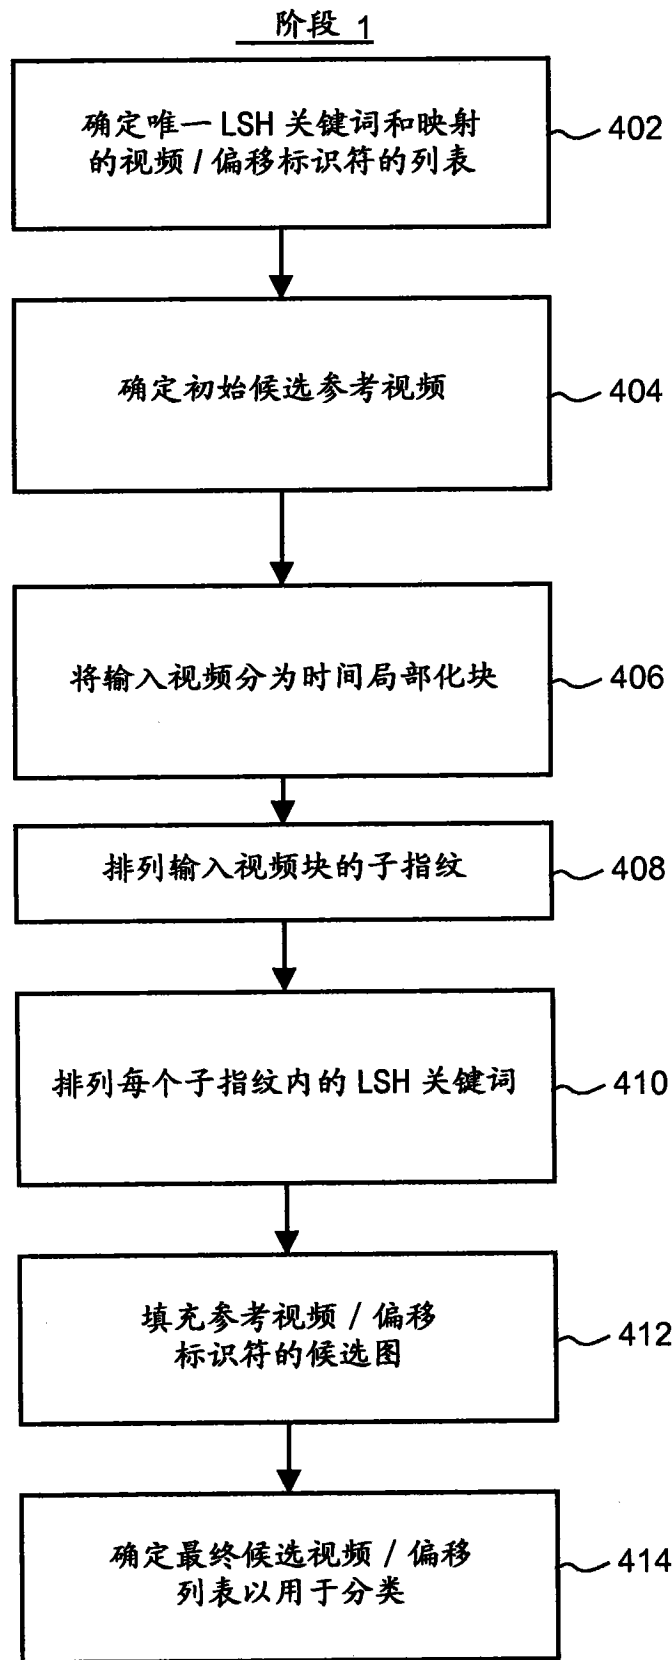 阶段 1
确定唯一 LSH 关键词和映射
的视频 / 偏移标识符的列表
402
确定初始候选参考视频
404
将输入视频分为时间局部化块
406
排列输入视频块的子指纹
408
排列每个子指纹内的 LSH 关键词
410
填充参考视频 / 偏移
标识符的候选图
412
确定最终候选视频 / 偏移
列表以用于分类
414